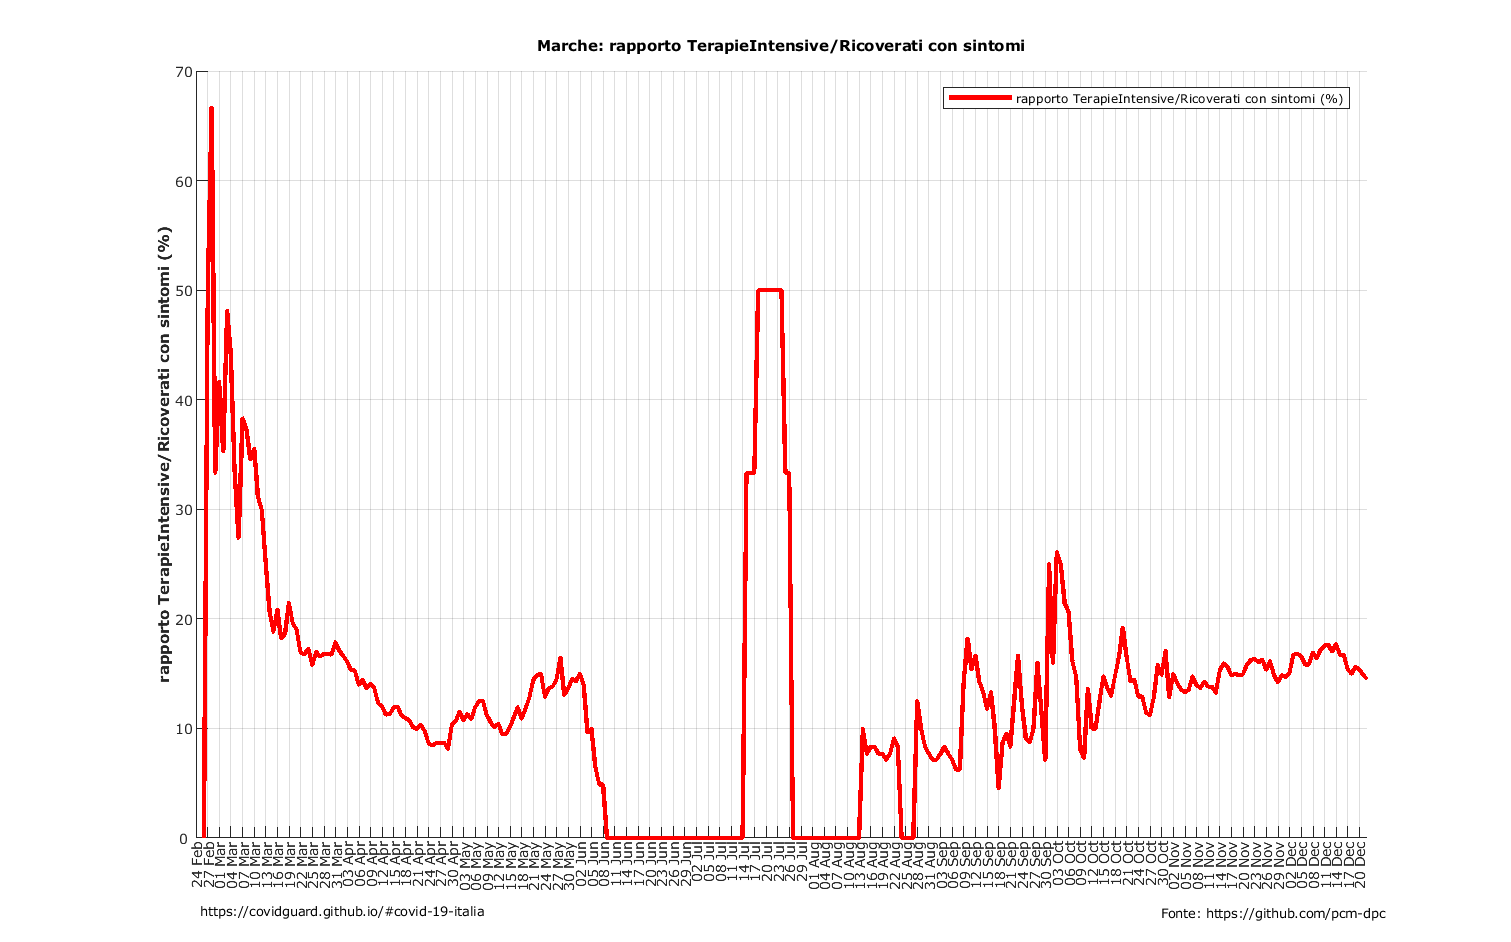 Marche: rapporto TerapieIntensive/Ricoverati con sintomi
rapporto TerapieIntensive/Ricoverati con sintomi (%)
rapporto TerapieIntensive/Ricoverati con sintomi (%)
70
60
50
40
30
20
10
0
24 Feb
27 Feb
01 Mar
04 Mar
07 Mar
10 Mar
13 Mar
16 Mar
19 Mar
22 Mar
25 Mar
28 Mar
31 Mar
03 Apr
06 Apr
09 Apr
12 Apr
15 Apr
18 Apr
21 Apr
24 Apr
27 Apr
30 Apr
03 May
06 May
09 May
12 May
15 May
18 May
21 May
24 May
27 May
30 May
02 Jun
05 Jun
08 Jun
11 Jun
14 Jun
17 Jun
20 Jun
23 Jun
26 Jun
29 Jun
02 Jul
05 Jul
08 Jul
11 Jul
14 Jul
17 Jul
20 Jul
23 Jul
26 Jul
29 Jul
01 Aug
04 Aug
07 Aug
10 Aug
13 Aug
16 Aug
19 Aug
22 Aug
25 Aug
28 Aug
31 Aug
03 Sep
06 Sep
09 Sep
12 Sep
15 Sep
18 Sep
21 Sep
24 Sep
27 Sep
30 Sep
03 Oct
06 Oct
09 Oct
12 Oct
15 Oct
18 Oct
21 Oct
24 Oct
27 Oct
30 Oct
02 Nov
05 Nov
08 Nov
11 Nov
14 Nov
17 Nov
20 Nov
23 Nov
26 Nov
29 Nov
02 Dec
05 Dec
08 Dec
11 Dec
14 Dec
17 Dec
20 Dec
https://covidguard.github.io/#covid-19-italia
Fonte: https://github.com/pcm-dpc